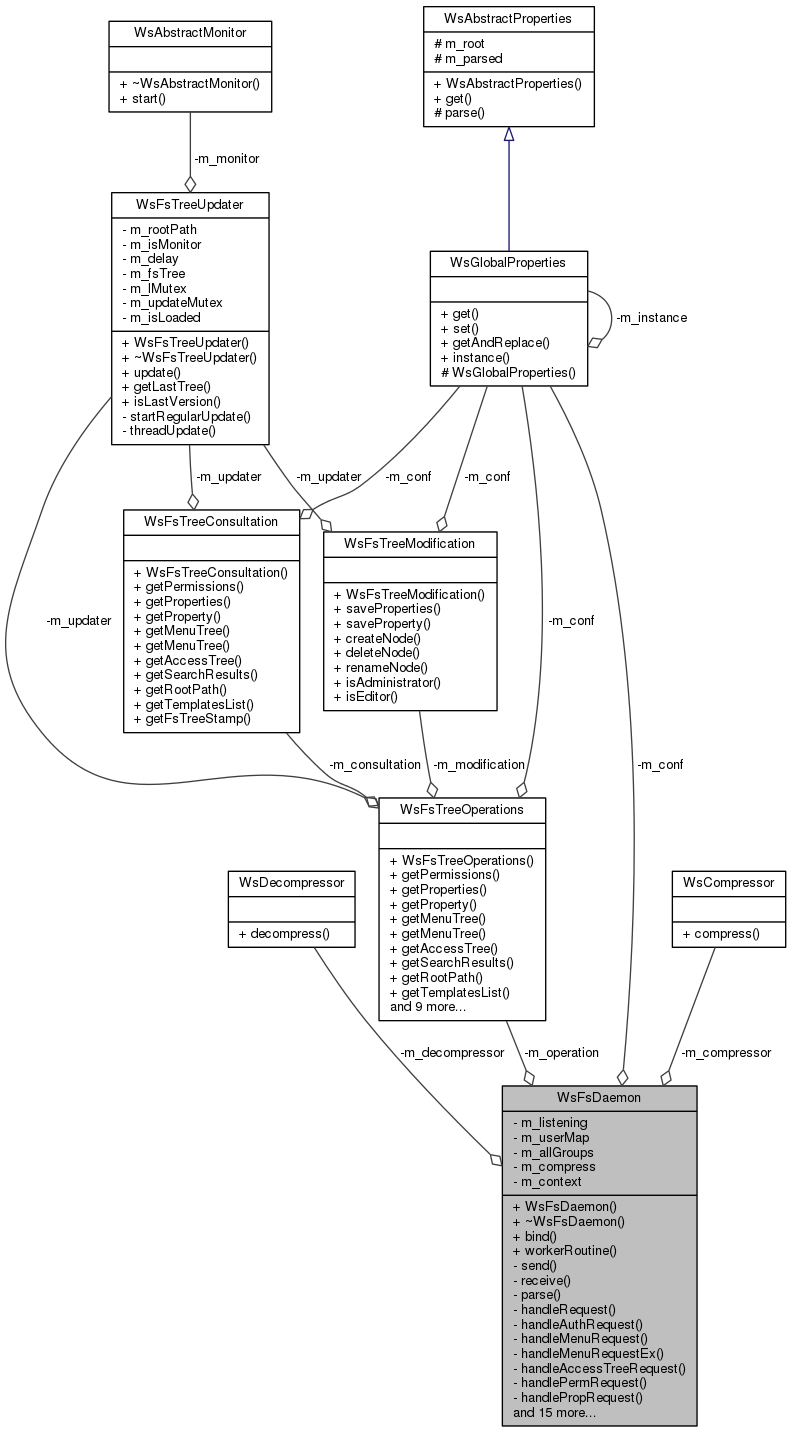 WsAbstractMonitor
+ ~WsAbstractMonitor()
+ start()
WsAbstractProperties
# m_root
# m_parsed
+ WsAbstractProperties()
+ get()
# parse()
-m_monitor
WsFsTreeUpdater
- m_rootPath
- m_isMonitor
- m_delay
- m_fsTree
- m_lMutex
- m_updateMutex
- m_isLoaded
+ WsFsTreeUpdater()
+ ~WsFsTreeUpdater()
+ update()
+ getLastTree()
+ isLastVersion()
- startRegularUpdate()
- threadUpdate()
WsGlobalProperties
+ get()
+ set()
+ getAndReplace()
+ instance()
# WsGlobalProperties()
-m_instance
-m_updater
-m_updater
-m_conf
-m_conf
WsFsTreeConsultation
+ WsFsTreeConsultation()
+ getPermissions()
+ getProperties()
+ getProperty()
+ getMenuTree()
+ getMenuTree()
+ getAccessTree()
+ getSearchResults()
+ getRootPath()
+ getTemplatesList()
+ getFsTreeStamp()
WsFsTreeModification
+ WsFsTreeModification()
+ saveProperties()
+ saveProperty()
+ createNode()
+ deleteNode()
+ renameNode()
+ isAdministrator()
+ isEditor()
-m_updater
-m_conf
-m_consultation
-m_modification
-m_conf
WsFsTreeOperations
+ WsFsTreeOperations()
+ getPermissions()
+ getProperties()
+ getProperty()
+ getMenuTree()
+ getMenuTree()
+ getAccessTree()
+ getSearchResults()
+ getRootPath()
+ getTemplatesList()
and 9 more...
WsDecompressor
+ decompress()
WsCompressor
+ compress()
-m_decompressor
-m_operation
-m_compressor
WsFsDaemon
- m_listening
- m_userMap
- m_allGroups
- m_compress
- m_context
+ WsFsDaemon()
+ ~WsFsDaemon()
+ bind()
+ workerRoutine()
- send()
- receive()
- parse()
- handleRequest()
- handleAuthRequest()
- handleMenuRequest()
- handleMenuRequestEx()
- handleAccessTreeRequest()
- handlePermRequest()
- handlePropRequest()
and 15 more...